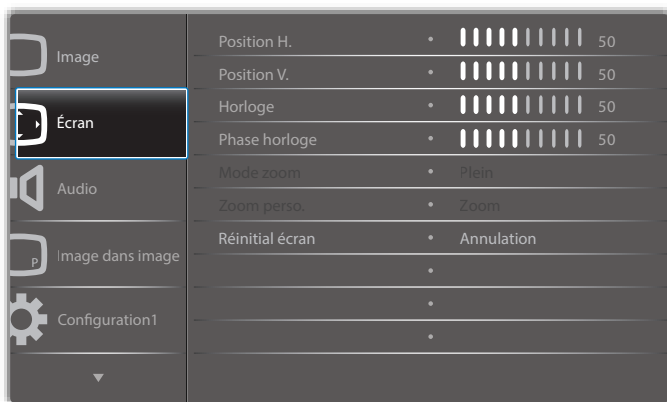 Image
Écran
Audio
P
Image dans image
Configuration1
Position H. • 50
Position V. • 50
Horloge • 50
Phase horloge • 50
Mode zoom • Plein
Zoom perso. • Zoom
Réinitial écran • Annulation